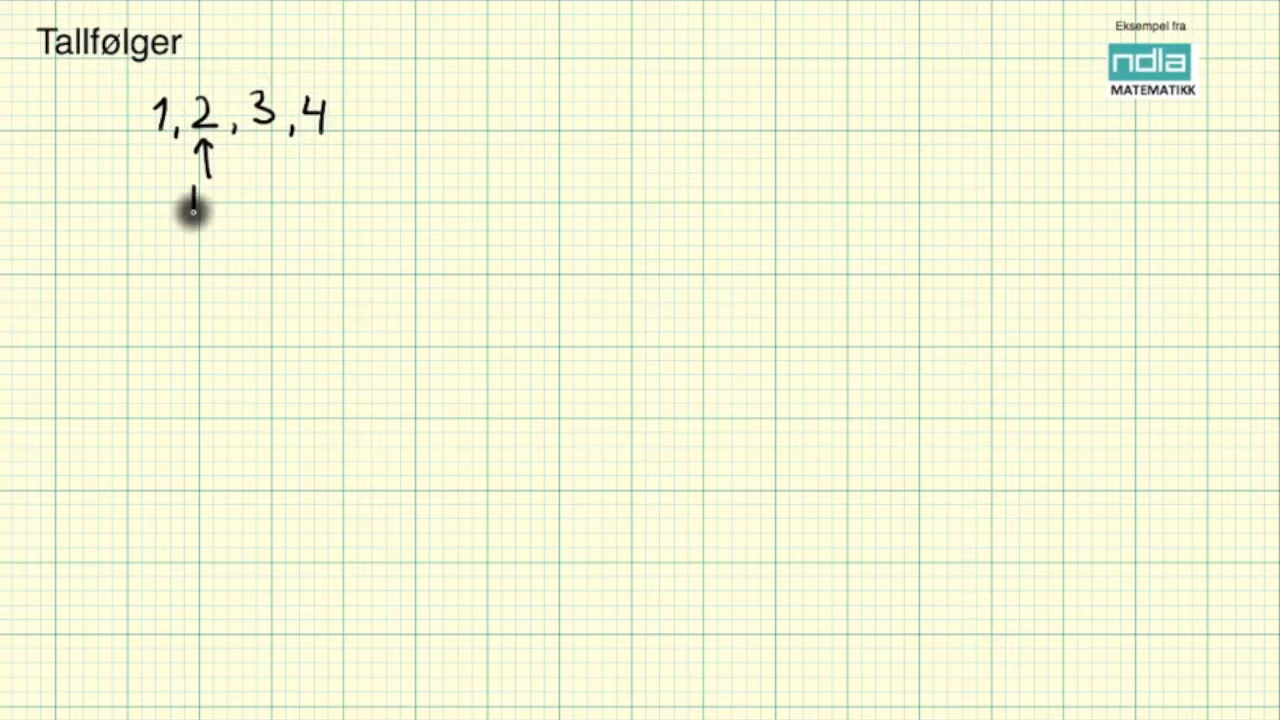 Tallfølger
Eksempel fra
ndla
MATEMATIKK
1, 2, 3, 4